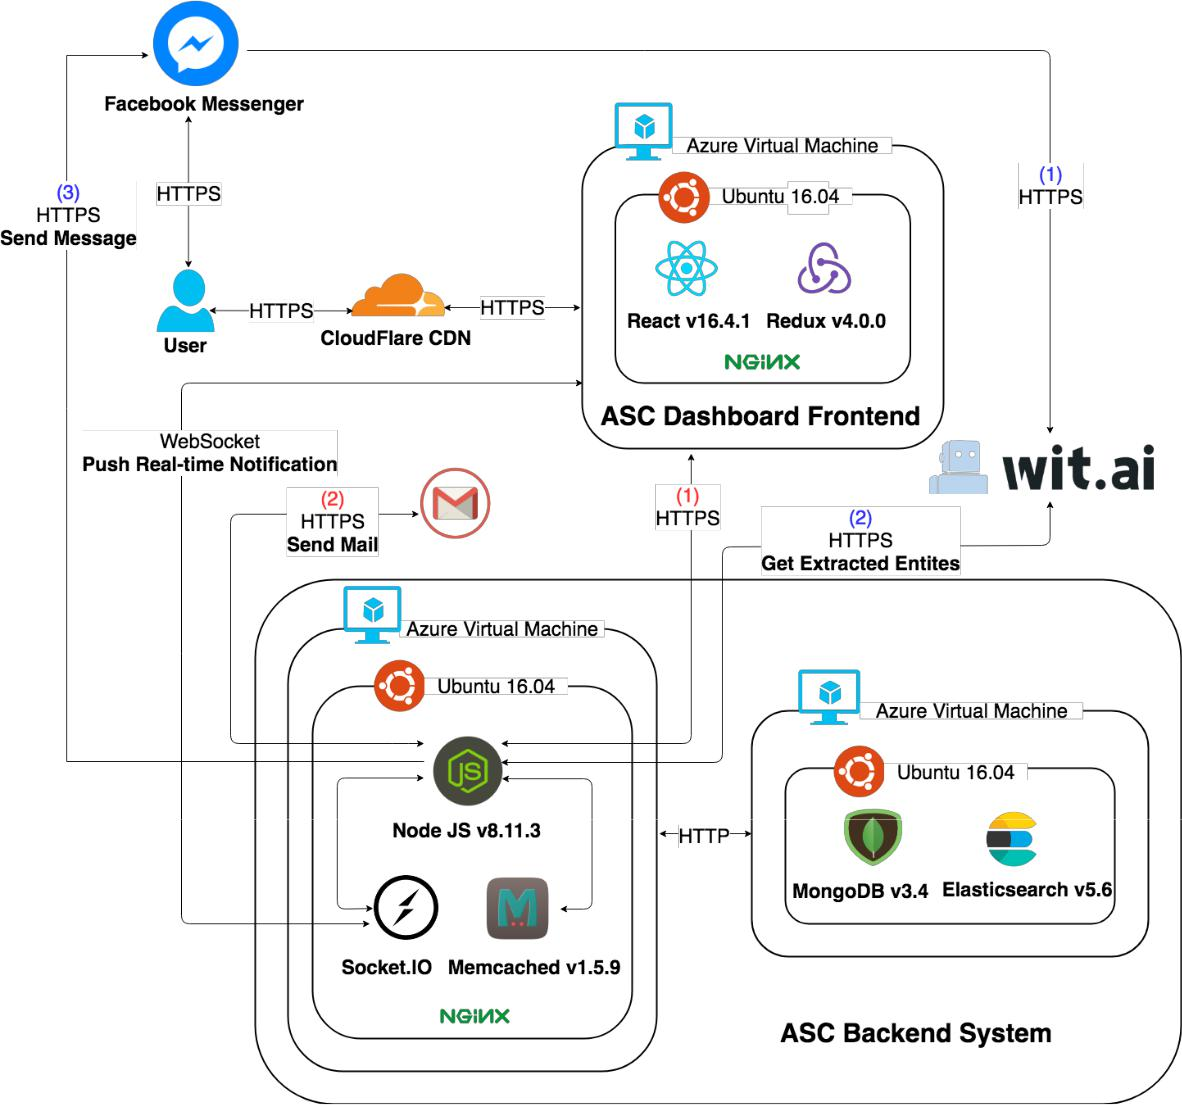 Facebook Messenger
Azure Virtual Machine
(1)
HTTPS
(3)
HTTPS
Send Message
HTTPS
Ubuntu 16.04
HTTPS
HTTPS
React v16.4.1
Redux v4.0.0
User
CloudFlare CDN
NGINX
ASC Dashboard Frontend
WebSocket
Push Real-time Notification
wit.ai
(2)
HTTPS
Send Mail
(1)
HTTPS
(2)
HTTPS
Get Extracted Entites
Azure Virtual Machine
Ubuntu 16.04
Azure Virtual Machine
JS
Ubuntu 16.04
Node JS v8.11.3
HTTP
MongoDB v3.4
Elasticsearch v5.6
M
Socket.IO
Memcached v1.5.9
NGINX
ASC Backend System